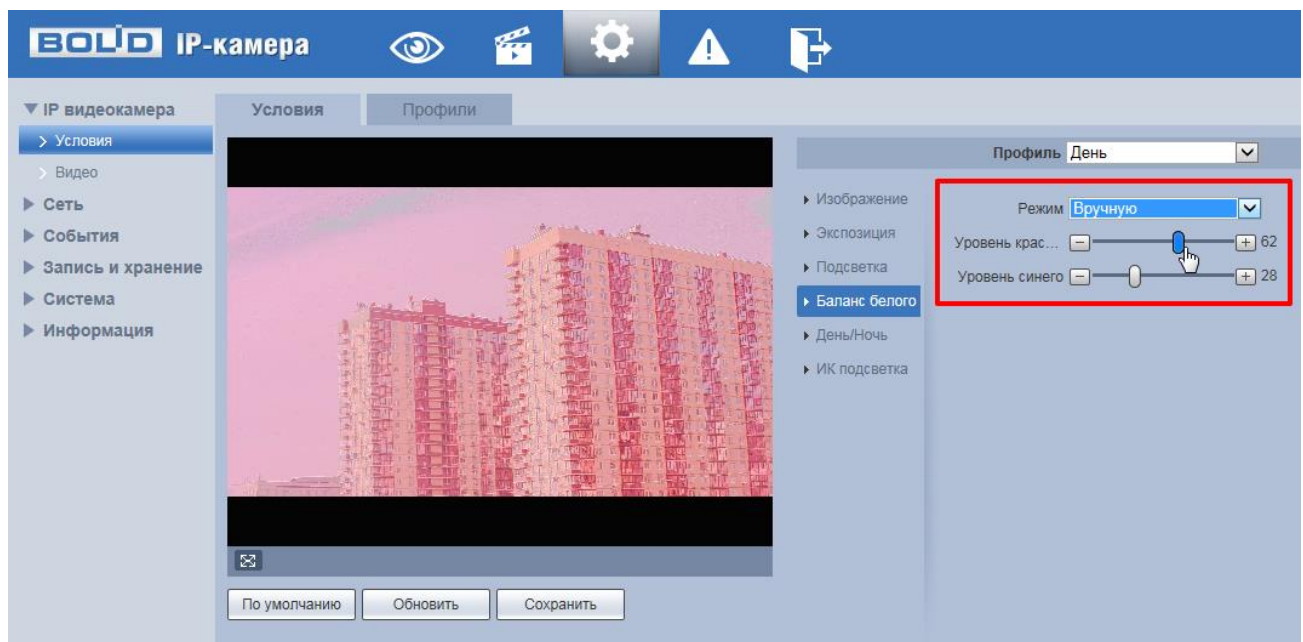 BOLID IP-камера
IP видеокамера
Условия
Видео
Сеть
События
Запись и хранение
Система
Информация
Условия Профили
Профиль День
Изображение
Экспозиция
Подсветка
Баланс белого
День/Ночь
ИК подсветка
Режим Вручную
Уровень крас... 62
Уровень синего 28
По умолчанию Обновить Сохранить